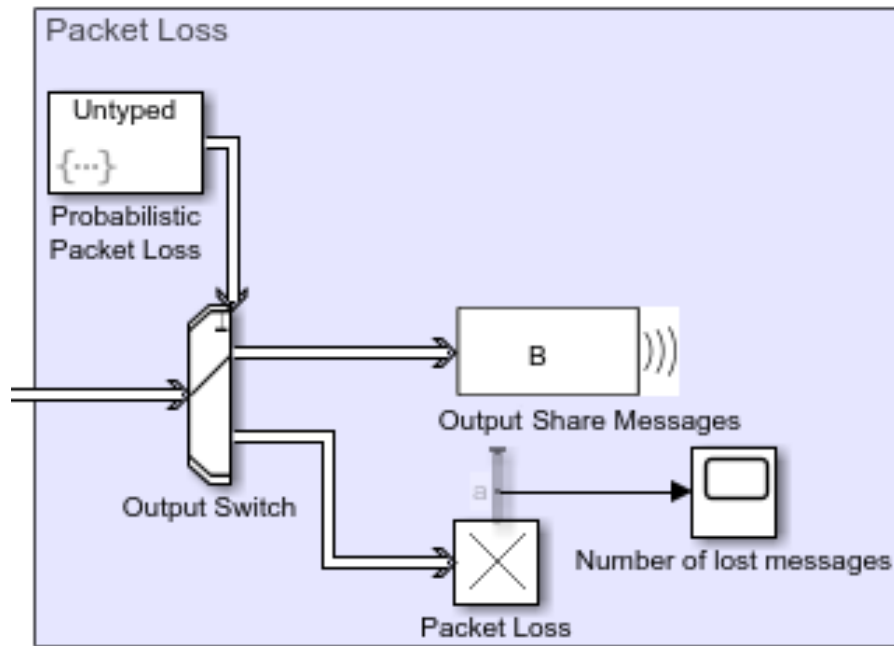 Packet Loss
Untyped
{...}
Probabilistic
Packet Loss
B
Output Share Messages
Output Switch
a
Number of lost messages
Packet Loss